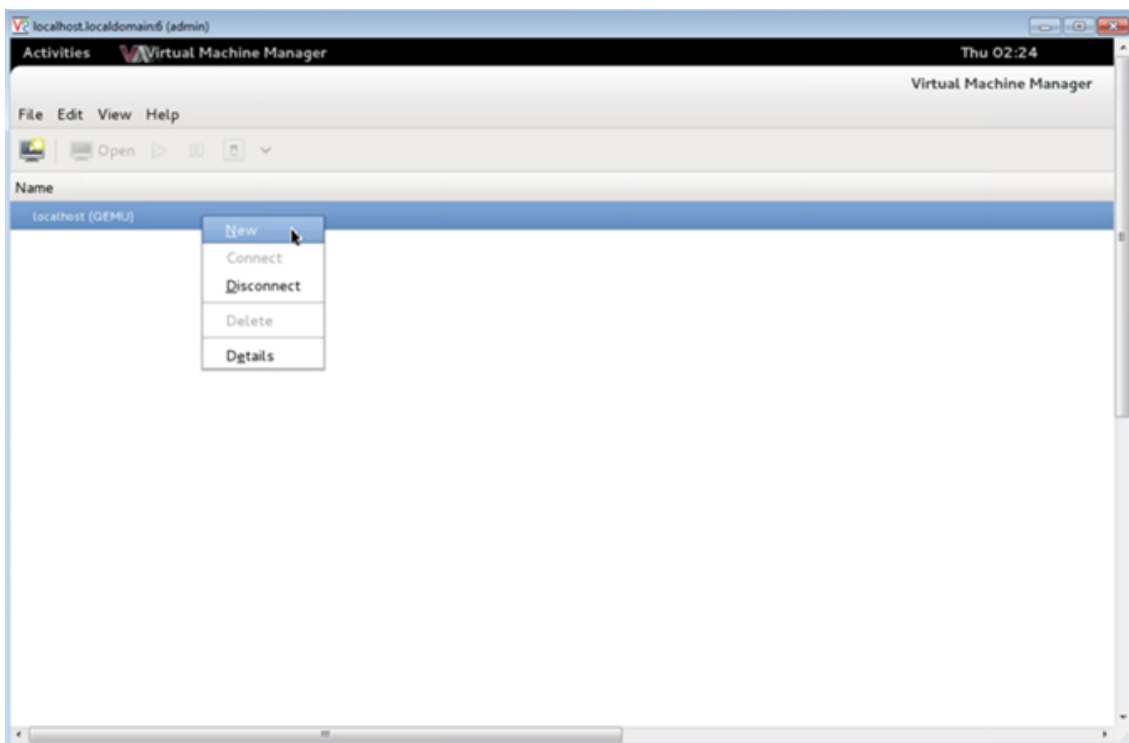 localhost.localdomain:6 (admin)
Activities Virtual Machine Manager Thu 02:24
Virtual Machine Manager
File Edit View Help
Open
Name
localhost (QEMU)
New
Connect
Disconnect
Delete
Details